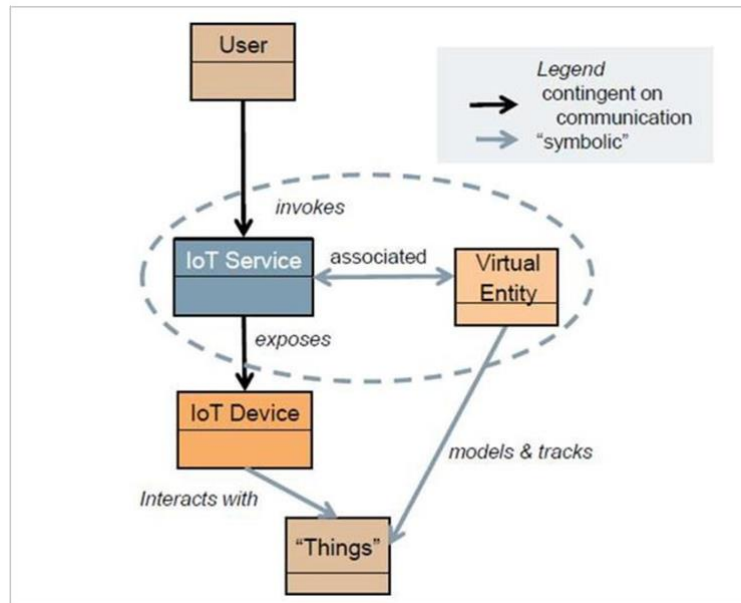 User
Legend
contingent on
communication
"symbolic"
invokes
IoT Service
associated
Virtual
Entity
exposes
IoT Device
models & tracks
Interacts with
“Things”